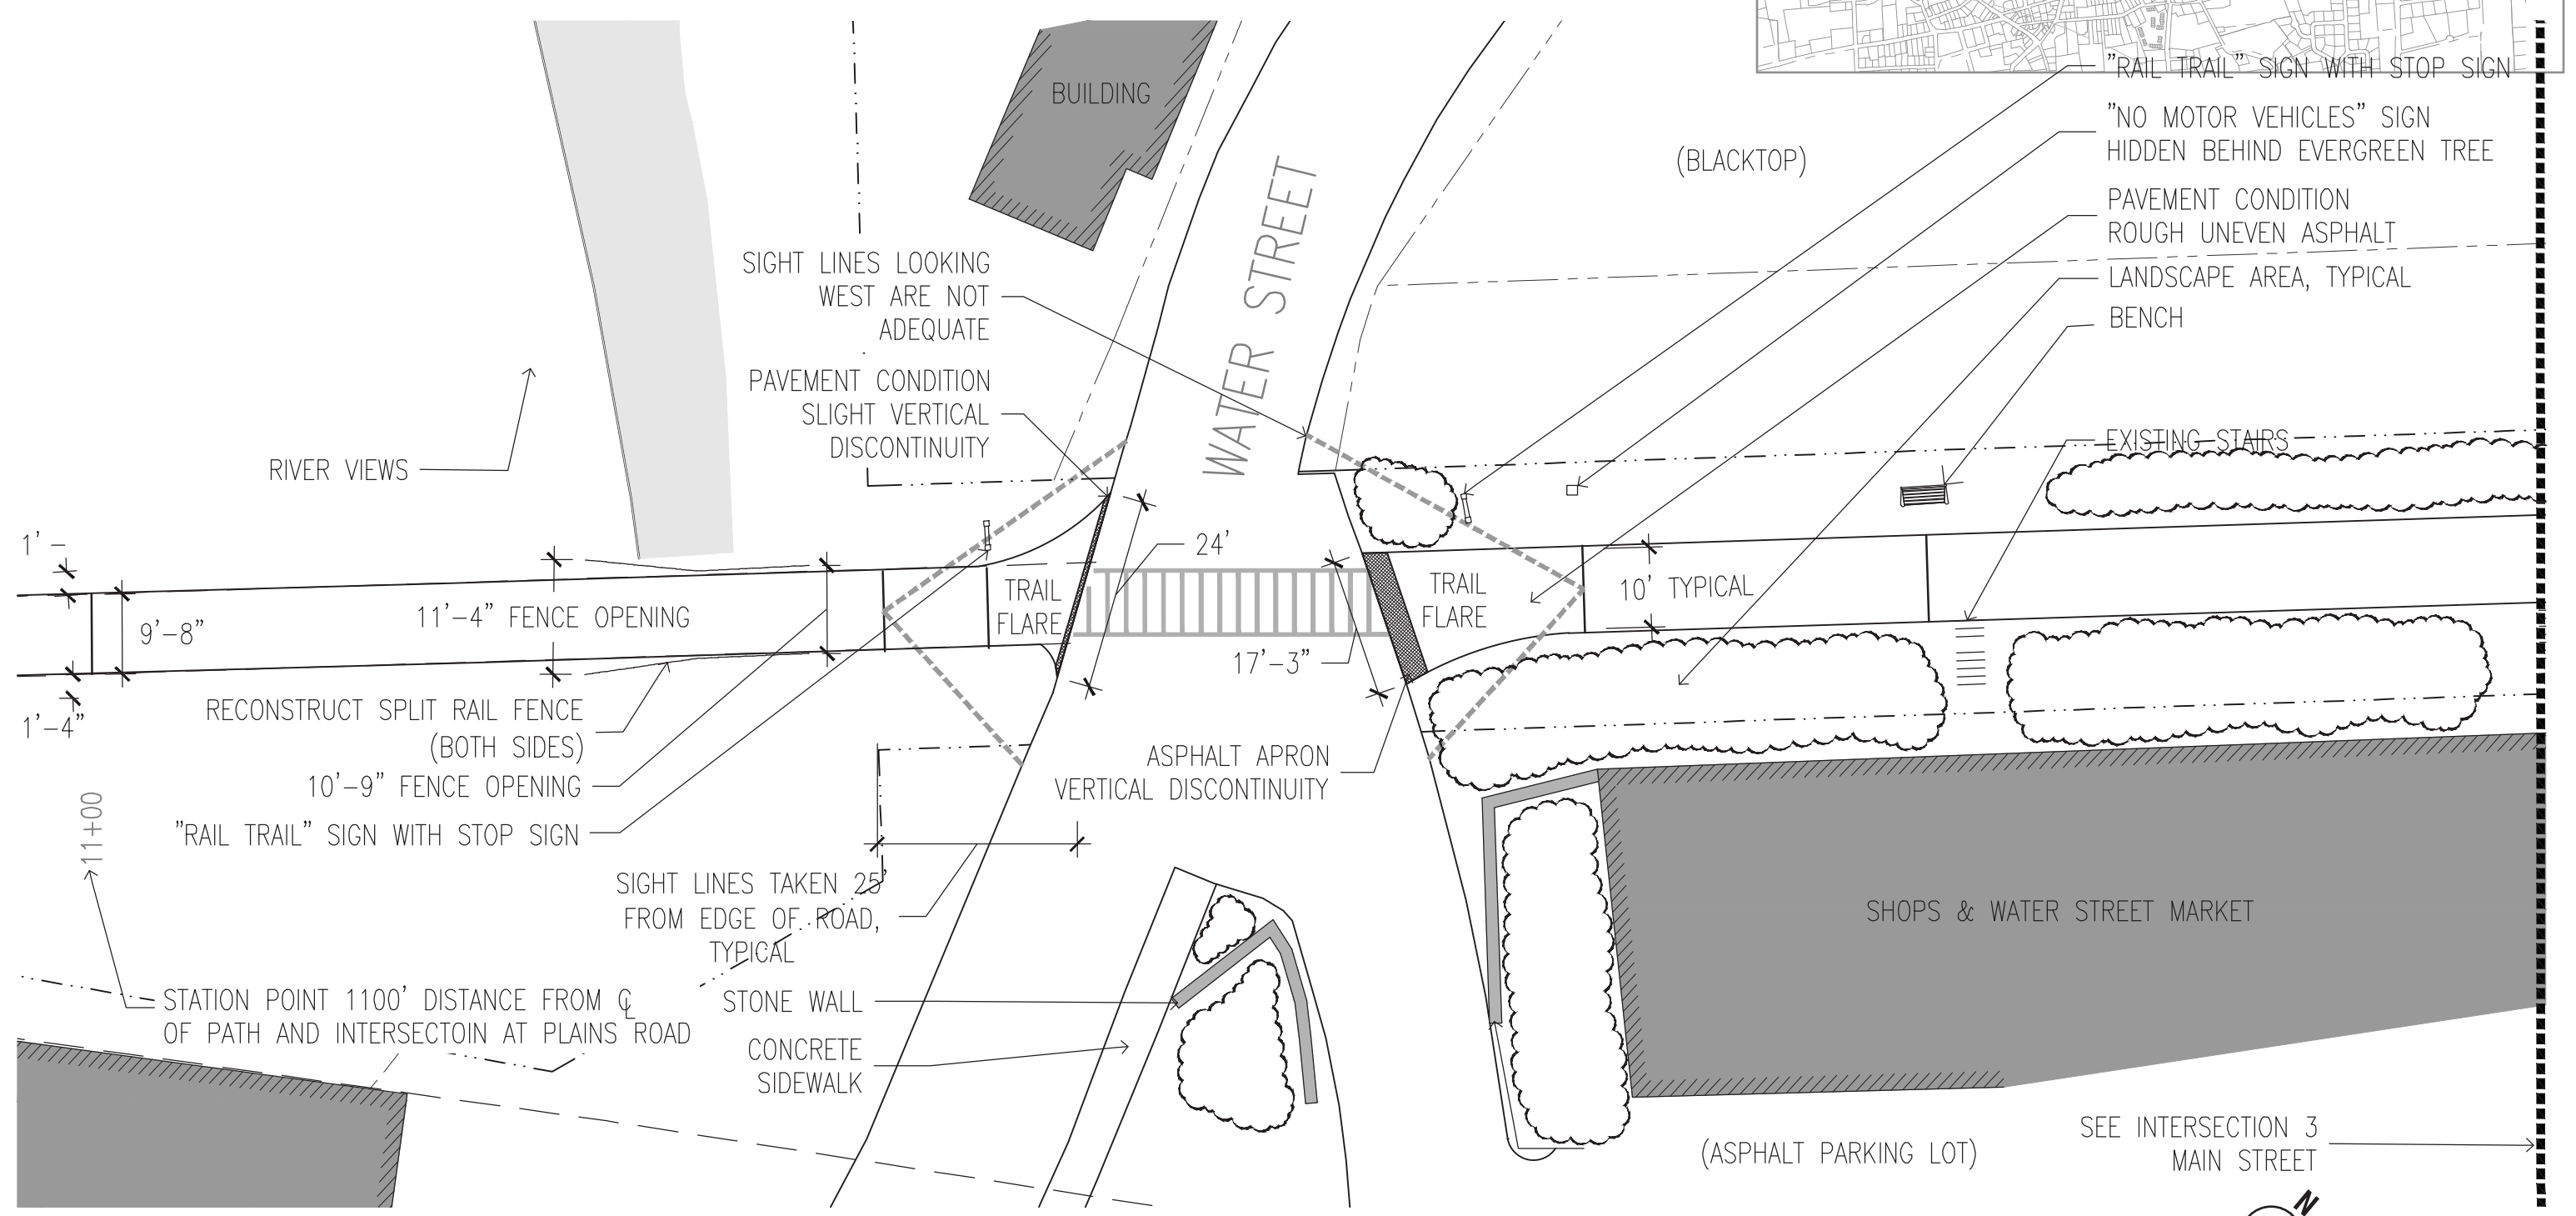 "RAIL TRAIL" SIGN WITH STOP SIGN
"NO MOTOR VEHICLES" SIGN
HIDDEN BEHIND EVERGREEN TREE
PAVEMENT CONDITION
ROUGH UNEVEN ASPHALT
LANDSCAPE AREA, TYPICAL
BENCH
EXISTING STAIRS
(BLACKTOP)
BUILDING
WATER STREET
SIGHT LINES LOOKING
WEST ARE NOT
ADEQUATE
PAVEMENT CONDITION
SLIGHT VERTICAL
DISCONTINUITY
RIVER VIEWS
1'-
9'-8"
1'-4"
11'-4" FENCE OPENING
TRAIL
FLARE
24'
17'-3"
TRAIL
FLARE
10' TYPICAL
RECONSTRUCT SPLIT RAIL FENCE
(BOTH SIDES)
10'-9" FENCE OPENING
"RAIL TRAIL" SIGN WITH STOP SIGN
11+00
ASPHALT APRON
VERTICAL DISCONTINUITY
SIGHT LINES TAKEN 25'
FROM EDGE OF ROAD,
TYPICAL
STATION POINT 1100' DISTANCE FROM ℄
OF PATH AND INTERSECTOIN AT PLAINS ROAD
STONE WALL
CONCRETE
SIDEWALK
SHOPS & WATER STREET MARKET
(ASPHALT PARKING LOT)
SEE INTERSECTION 3
MAIN STREET
N